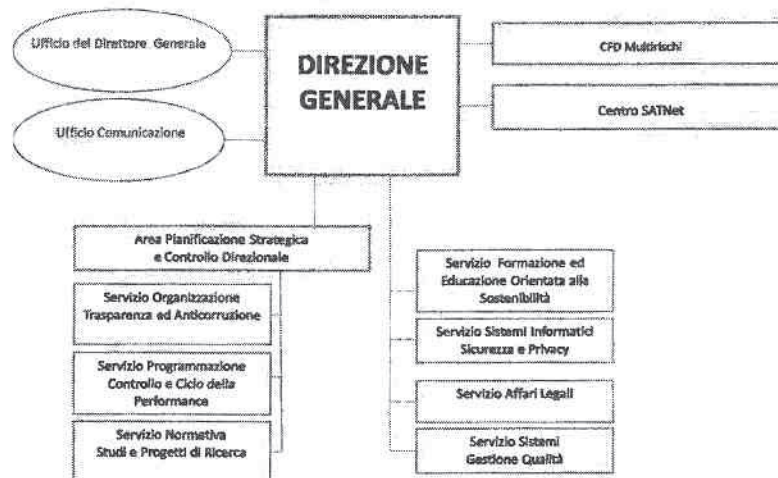 Ufficio del Direttore Generale
DIREZIONE
GENERALE
CFD Multirischi
Ufficio Comunicazione
Centro SATNet
Area Pianificazione Strategica
e Controllo Direzionale
Servizio Organizzazione
Trasparenza ed Anticorruzione
Servizio Programmazione
Controllo e Ciclo della
Performance
Servizio Normativa
Studi e Progetti di Ricerca
Servizio Formazione ed
Educazione Orientata alla
Sostenibilità
Servizio Sistemi Informatici
Sicurezza e Privacy
Servizio Affari Legali
Servizio Sistemi
Gestione Qualità